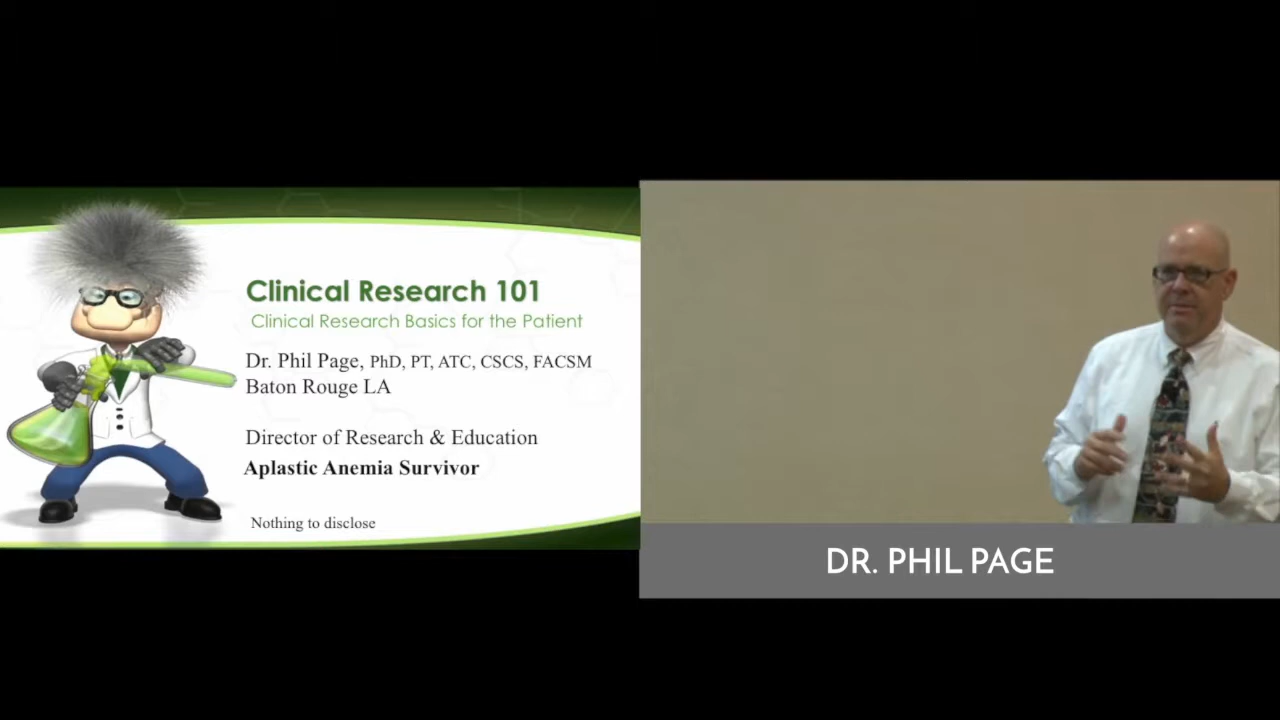 Clinical Research 101
Clinical Research Basics for the Patient
Dr. Phil Page, PhD, PT, ATC, CSCS, FACSM
Baton Rouge LA
Director of Research & Education
Aplastic Anemia Survivor
Nothing to disclose
DR. PHIL PAGE